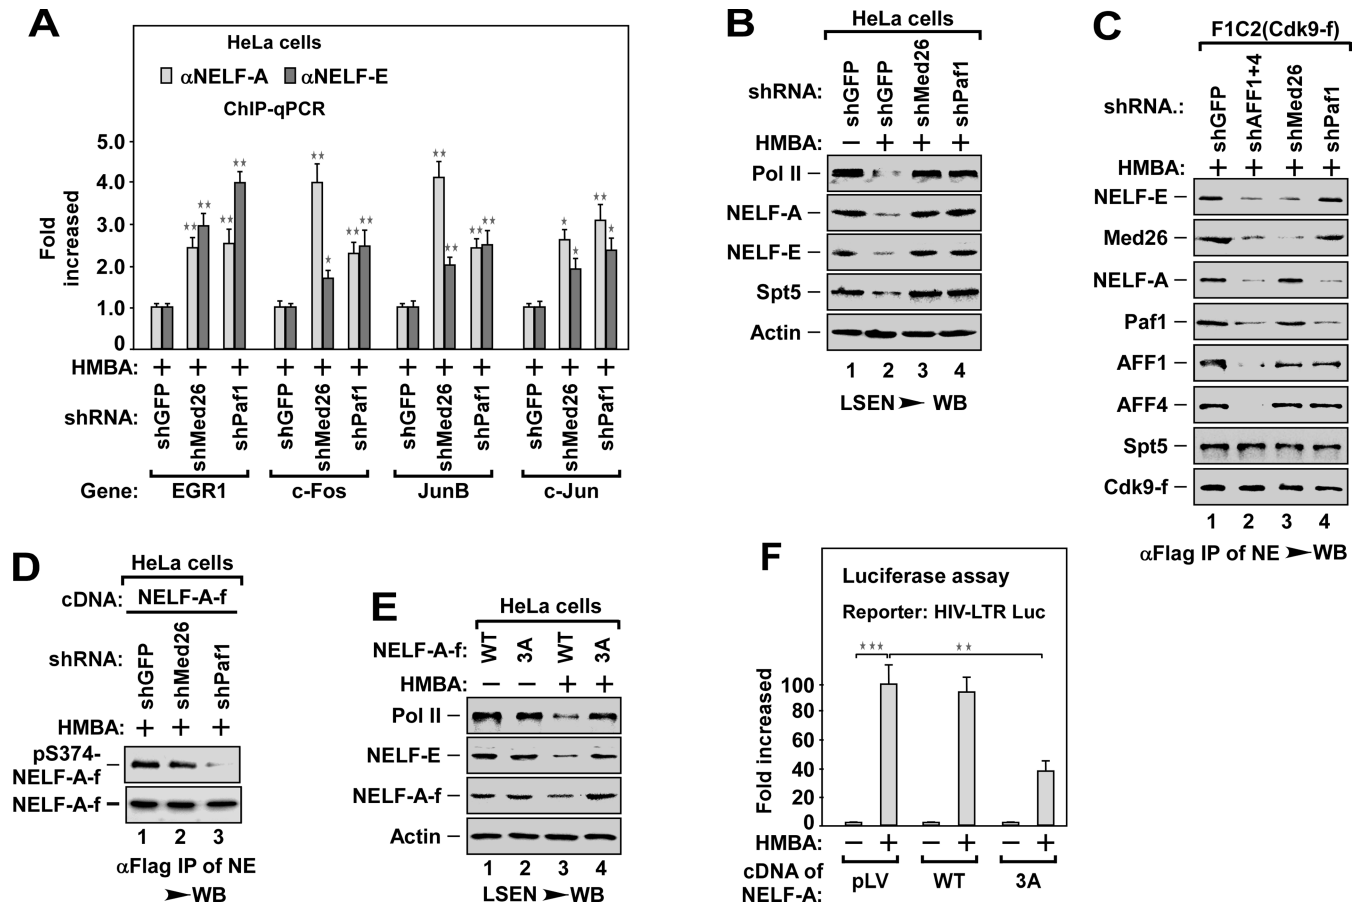 A
HeLa cells
αNELF-A αNELF-E
ChIP-qPCR
Fold
increased
5.0
4.0
3.0
2.0
1.0
0
** ** ** ** ** * ** ** ** ** ** ** * * ** *
HMBA: + + + + + + + + + + + +
shRNA: shGFP shMed26 shPaf1 shGFP shMed26 shPaf1 shGFP shMed26 shPaf1 shGFP shMed26 shPaf1
Gene: EGR1 c-Fos JunB c-Jun
B
HeLa cells
shRNA: shGFP shGFP shMed26 shPaf1
HMBA: – + + +
Pol II –
NELF-A –
NELF-E –
Spt5 –
Actin –
1 2 3 4
LSEN ➤ WB
C
F1C2(Cdk9-f)
shRNA.: shGFP shAFF1+4 shMed26 shPaf1
HMBA: + + + +
NELF-E –
Med26 –
NELF-A –
Paf1 –
AFF1 –
AFF4 –
Spt5 –
Cdk9-f –
1 2 3 4
αFlag IP of NE ➤ WB
D
HeLa cells
cDNA: NELF-A-f
shRNA: shGFP shMed26 shPaf1
HMBA: + + +
pS374-
NELF-A-f –
NELF-A-f –
1 2 3
αFlag IP of NE
➤ WB
E
HeLa cells
NELF-A-f: WT 3A WT 3A
HMBA: – – + +
Pol II –
NELF-E –
NELF-A-f –
Actin –
1 2 3 4
LSEN ➤ WB
F
Luciferase assay
Reporter: HIV-LTR Luc
*** **
Fold increased
100
80
60
40
20
0
HMBA: – + – + – +
cDNA of
NELF-A: pLV WT 3A